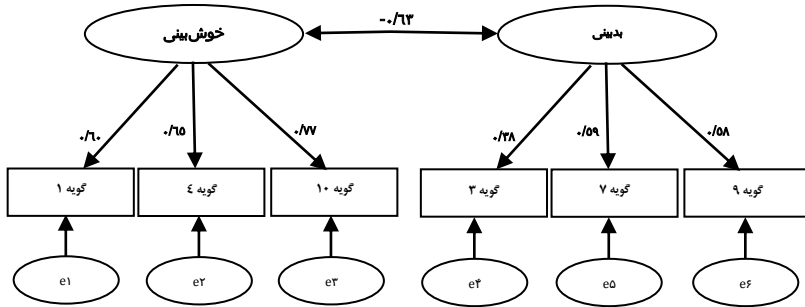 خوش‌بینی
-۰/۶۳
بدبینی
۰/۶۰
۰/۶۵
۰/۷۷
۰/۳۸
۰/۵۹
۰/۵۸
گویه ۱
گویه ٤
گویه ۱۰
گویه ۳
گویه ۷
گویه ۹
e۱
e۲
e۳
e۴
e۵
e۶